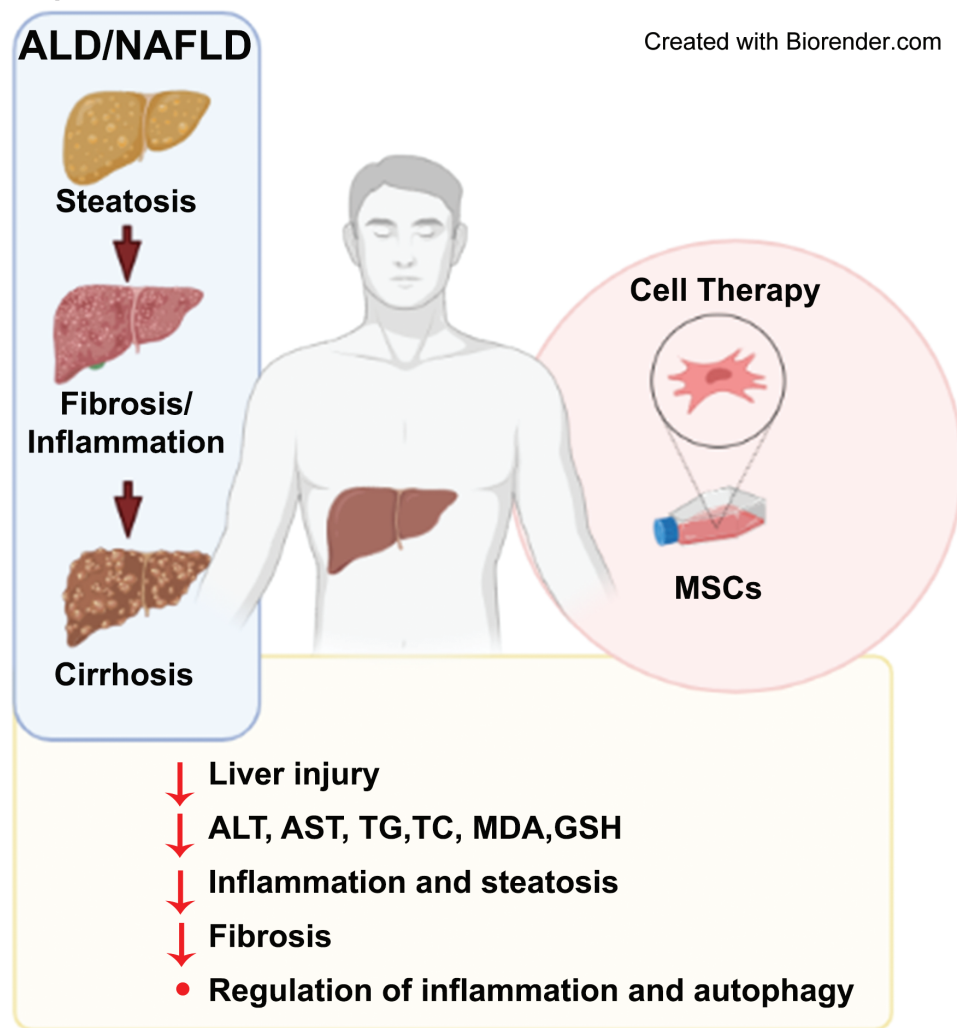 ALD/NAFLD
Created with Biorender.com
Steatosis
Fibrosis/
Inflammation
Cirrhosis
Cell Therapy
MSCs
↓ Liver injury
↓ ALT, AST, TG,TC, MDA,GSH
↓ Inflammation and steatosis
↓ Fibrosis
• Regulation of inflammation and autophagy